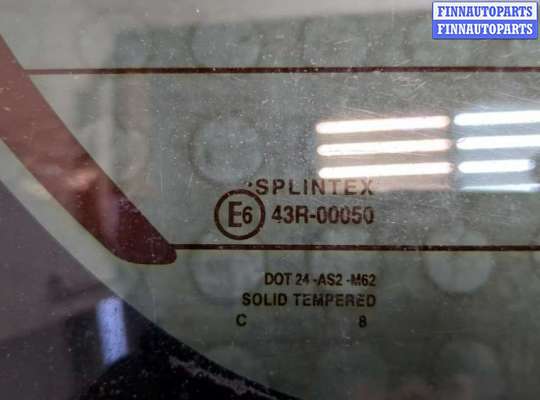 FINNAUTOPARTS
FINNAUTOPARTS
SPLINTEX
E6 43R-00050
DOT 24-AS2-M62
SOLID TEMPERED
C 8